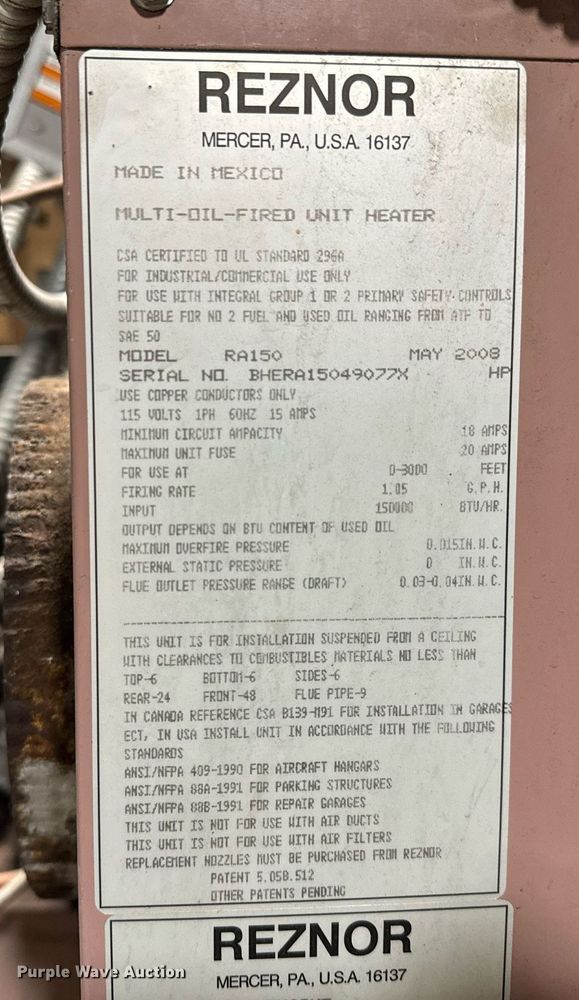 REZNOR
MERCER, PA., U.S.A. 16137
MADE IN MEXICO
MULTI-OIL-FIRED UNIT HEATER
CSA CERTIFIED TO UL STANDARD 296A
FOR INDUSTRIAL/COMMERCIAL USE ONLY
FOR USE WITH INTEGRAL GROUP 1 OR 2 PRIMARY SAFETY CONTROLS
SUITABLE FOR NO 2 FUEL AND USED OIL RANGING FROM ATF TO
SAE 50
MODEL RA150 MAY 2008
SERIAL NO. BHERA15049077X HP
USE COPPER CONDUCTORS ONLY
115 VOLTS 1PH 60HZ 15 AMPS
MINIMUM CIRCUIT AMPACITY 18 AMPS
MAXIMUM UNIT FUSE 20 AMPS
FOR USE AT 0-3000 FEET
FIRING RATE 1.05 G.P.H.
INPUT 150000 BTU/HR.
OUTPUT DEPENDS ON BTU CONTENT OF USED OIL
MAXIMUM OVERFIRE PRESSURE 0.015IN.W.C.
EXTERNAL STATIC PRESSURE 0 IN.W.C.
FLUE OUTLET PRESSURE RANGE (DRAFT) 0.03-0.04IN.W.C.
THIS UNIT IS FOR INSTALLATION SUSPENDED FROM A CEILING
WITH CLEARANCES TO COMBUSTIBLES MATERIALS NO LESS THAN
TOP-6 BOTTOM-6 SIDES-6
REAR-24 FRONT-48 FLUE PIPE-9
IN CANADA REFERENCE CSA B139-M91 FOR INSTALLATION IN GARAGES
ECT, IN USA INSTALL UNIT IN ACCORDANCE WITH THE FOLLOWING
STANDARDS
ANSI/NFPA 409-1990 FOR AIRCRAFT HANGARS
ANSI/NFPA 88A-1991 FOR PARKING STRUCTURES
ANSI/NFPA 88B-1991 FOR REPAIR GARAGES
THIS UNIT IS NOT FOR USE WITH AIR DUCTS
THIS UNIT IS NOT FOR USE WITH AIR FILTERS
REPLACEMENT NOZZLES MUST BE PURCHASED FROM REZNOR
PATENT 5.058.512
OTHER PATENTS PENDING
REZNOR
MERCER, PA., U.S.A. 16137
Purple Wave Auction